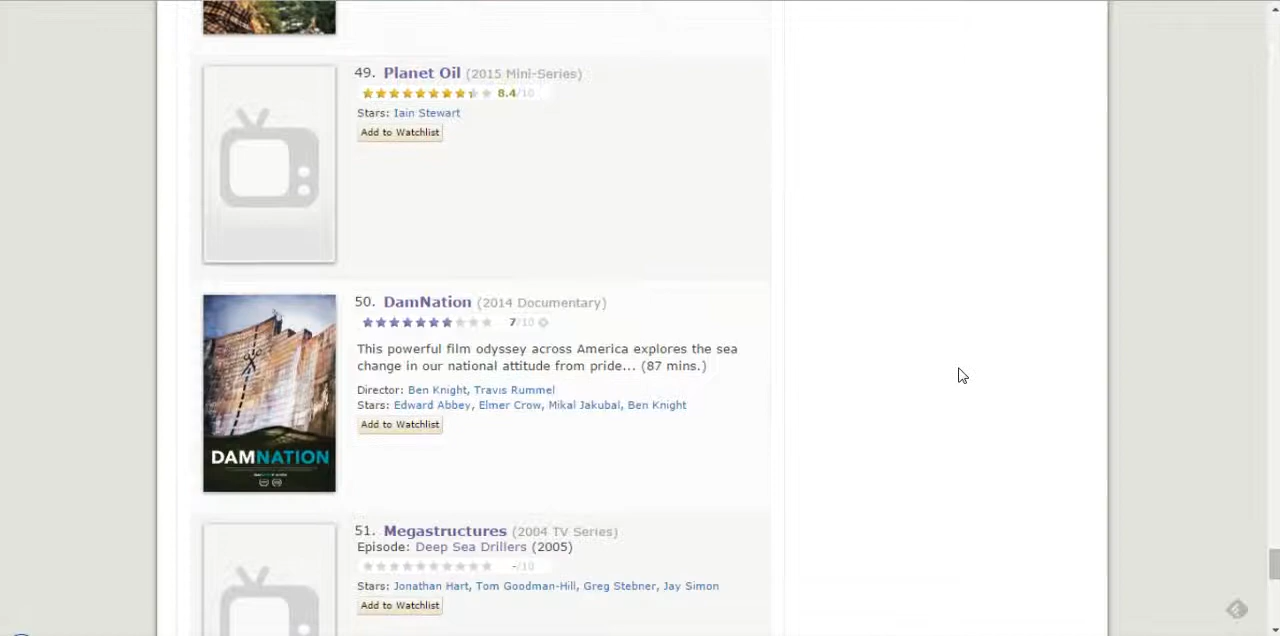 49. Planet Oil (2015 Mini-Series)
8.4/10
Stars: Iain Stewart
Add to Watchlist
50. DamNation (2014 Documentary)
7/10
This powerful film odyssey across America explores the sea
change in our national attitude from pride... (87 mins.)
Director: Ben Knight, Travis Rummel
Stars: Edward Abbey, Elmer Crow, Mikal Jakubal, Ben Knight
Add to Watchlist
DAMNATION
51. Megastructures (2004 TV Series)
Episode: Deep Sea Drillers (2005)
-/10
Stars: Jonathan Hart, Tom Goodman-Hill, Greg Stebner, Jay Simon
Add to Watchlist